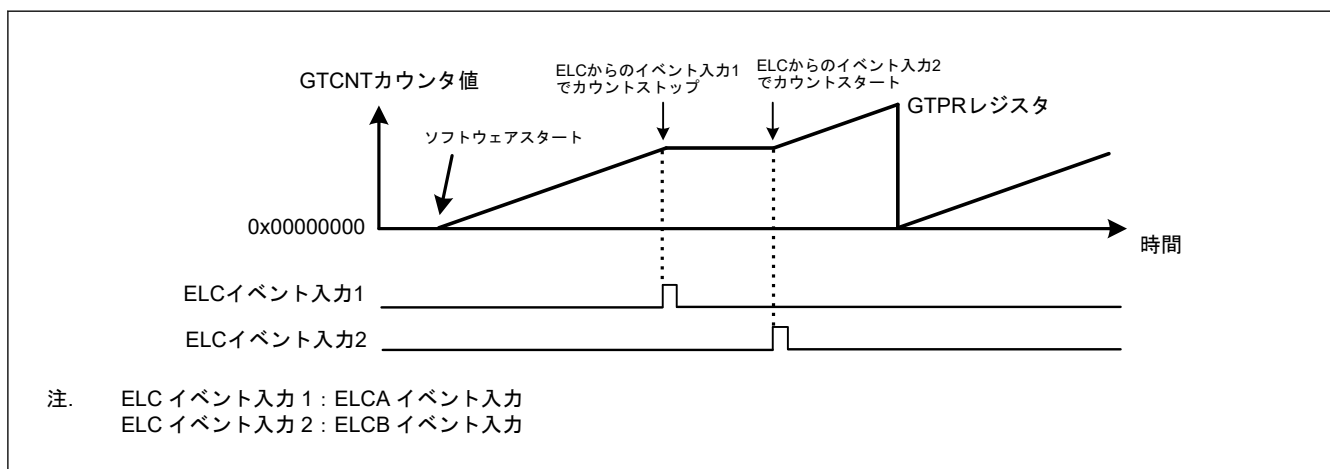 GTCNTカウンタ値
ELCからのイベント入力1
でカウントストップ
ELCからのイベント入力2
でカウントスタート
GTPRレジスタ
ソフトウェアスタート
0x00000000
時間
ELCイベント入力1
ELCイベント入力2
注. ELC イベント入力 1 : ELCA イベント入力
ELC イベント入力 2 : ELCB イベント入力